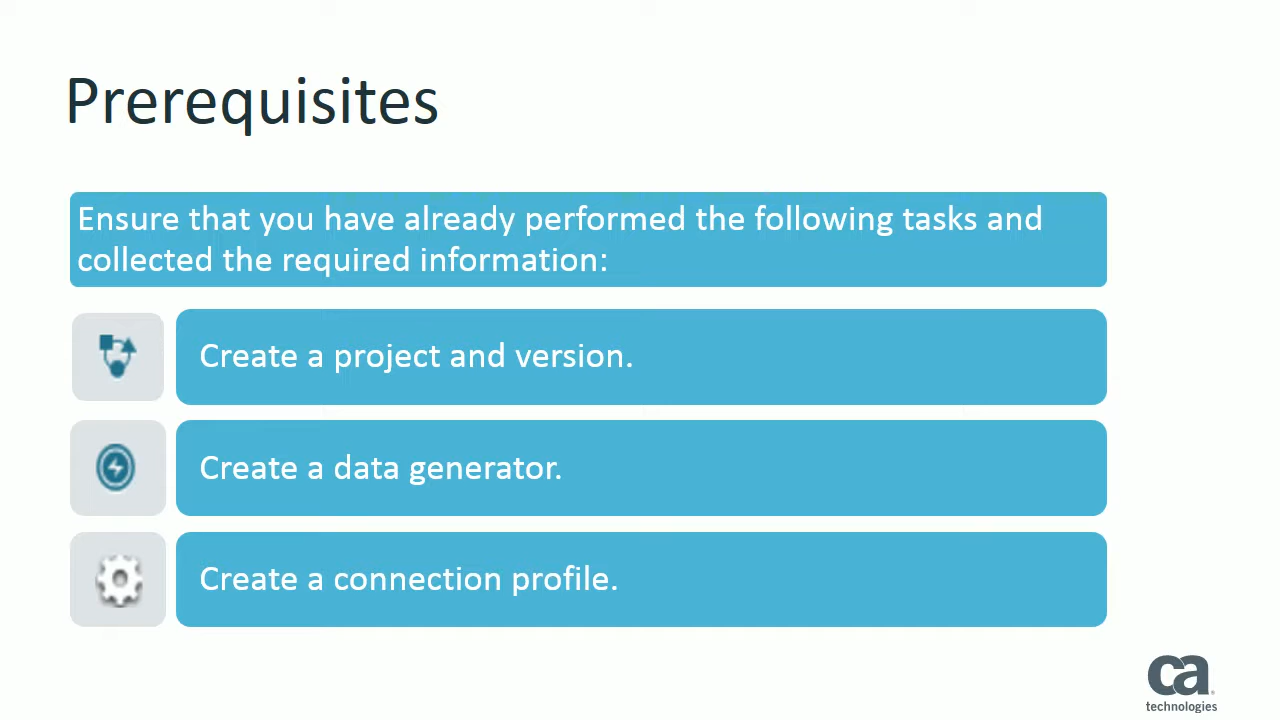 Prerequisites
Ensure that you have already performed the following tasks and
collected the required information:
Create a project and version.
Create a data generator.
Create a connection profile.
ca
technologies